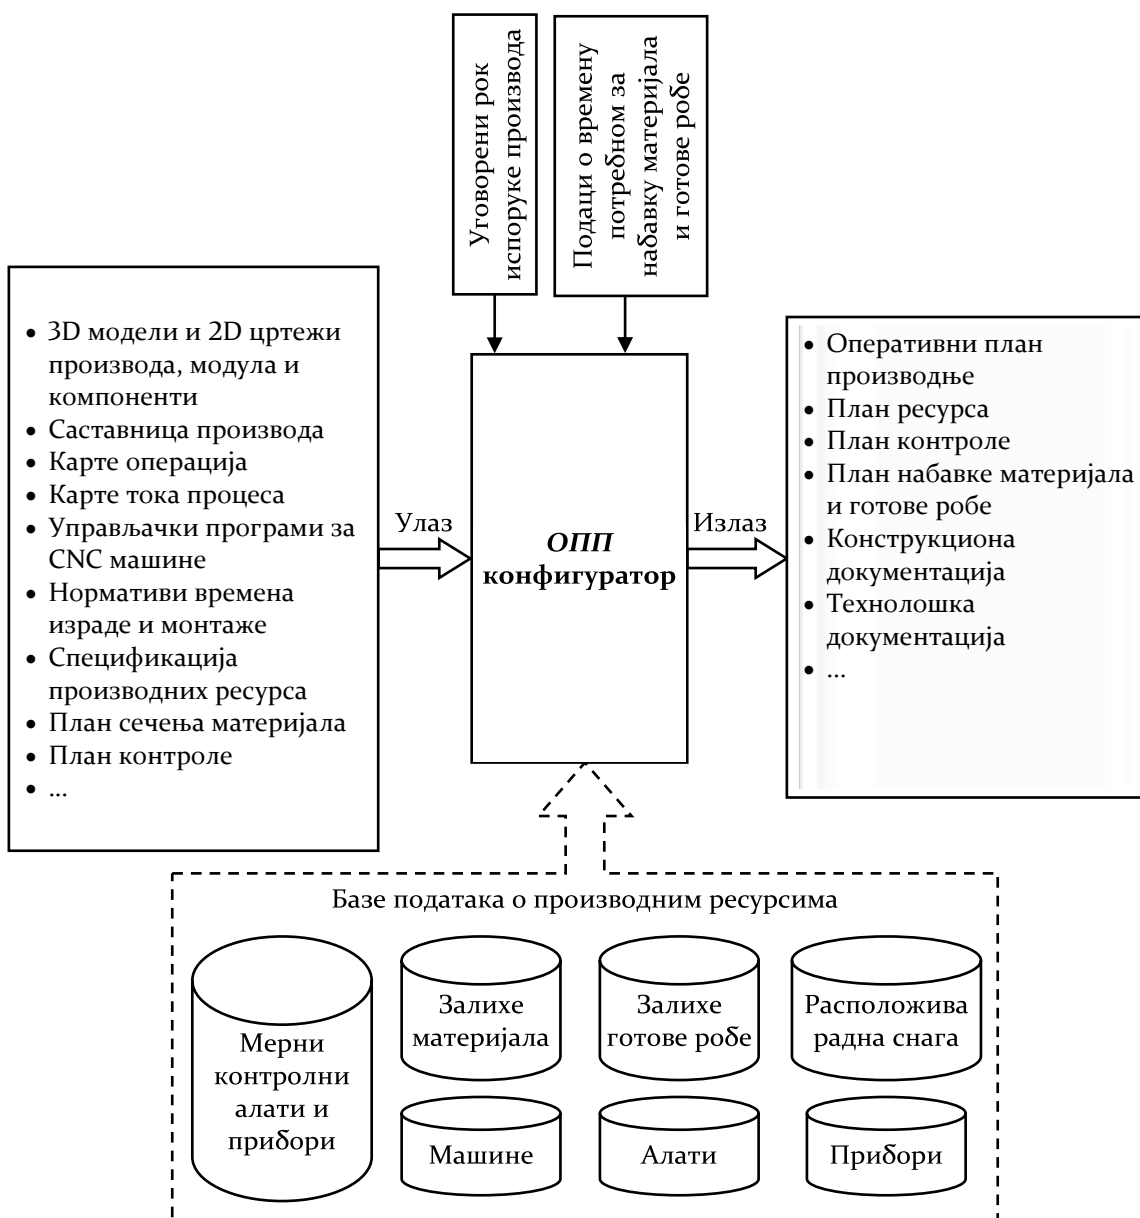 Уговорени рок
испоруке производа
Подаци о времену
потребном за
набавку материјала
и готове робе
• 3D модели и 2D цртежи
производа, модула и
компоненти
• Саставница производа
• Карте операција
• Карте тока процеса
• Управљачки програми за
CNC машине
• Нормативи времена
израде и монтаже
• Спецификација
производних ресурса
• План сечења материјала
• План контроле
• ...
Улаз
ОПП
конфигуратор
Излаз
• Оперативни план
производње
• План ресурса
• План контроле
• План набавке материјала
и готове робе
• Конструкциона
документација
• Технолошка
документација
• ...
Базе података о производним ресурсима
Мерни
контролни
алати и
прибори
Залихе
материјала
Залихе
готове робе
Расположива
радна снага
Машине
Алати
Прибори